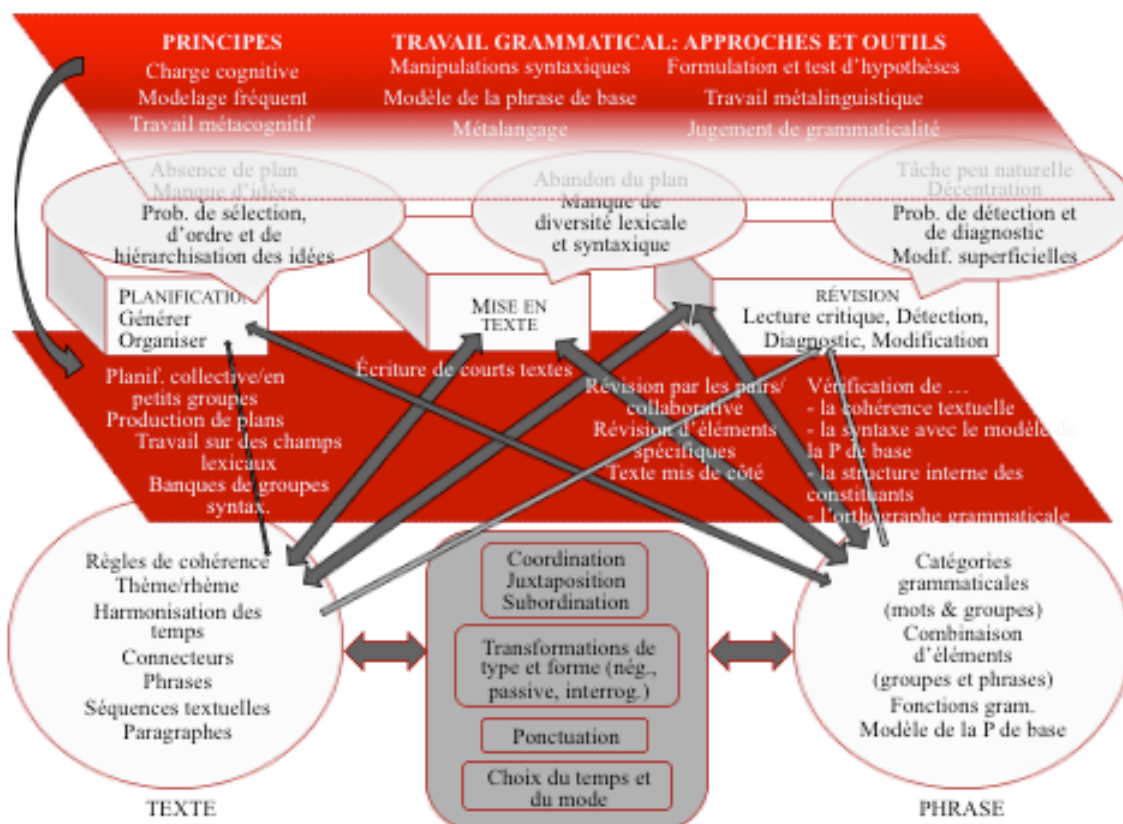 PRINCIPES
Charge cognitive
Modelage fréquent
Travail métacognitif
TRAVAIL GRAMMATICAL: APPROCHES ET OUTILS
Manipulations syntaxiques
Modèle de la phrase de base
Métalangage
Formulation et test d’hypothèses
Travail métalinguistique
Jugement de grammaticalité
Absence de plan
Manque d’idées
Prob. de sélection,
d’ordre et de
hiérarchisation des idées
Abandon du plan
Manque de
diversité lexicale
et syntaxique
Tâche peu naturelle
Décentration
Prob. de détection et
de diagnostic
Modif. superficielles
PLANIFICATION
Générer
Organiser
MISE EN
TEXTE
RÉVISION
Lecture critique, Détection,
Diagnostic, Modification
Planif. collective/en
petits groupes
Production de plans
Travail sur des champs
lexicaux
Banques de groupes
syntax.
Écriture de courts textes
Révision par les pairs/
collaborative
Révision d’éléments
spécifiques
Texte mis de côté
Vérification de ...
- la cohérence textuelle
- la syntaxe avec le modèle de
la P de base
- la structure interne des
constituants
- l’orthographe grammaticale
Règles de cohérence
Thème/rhème
Harmonisation des
temps
Connecteurs
Phrases
Séquences textuelles
Paragraphes
TEXTE
Coordination
Juxtaposition
Subordination
Transformations de
type et forme (nég.,
passive, interrog.)
Ponctuation
Choix du temps et
du mode
Catégories
grammaticales
(mots & groupes)
Combinaison
d’éléments
(groupes et phrases)
Fonctions gram.
Modèle de la P de base
PHRASE